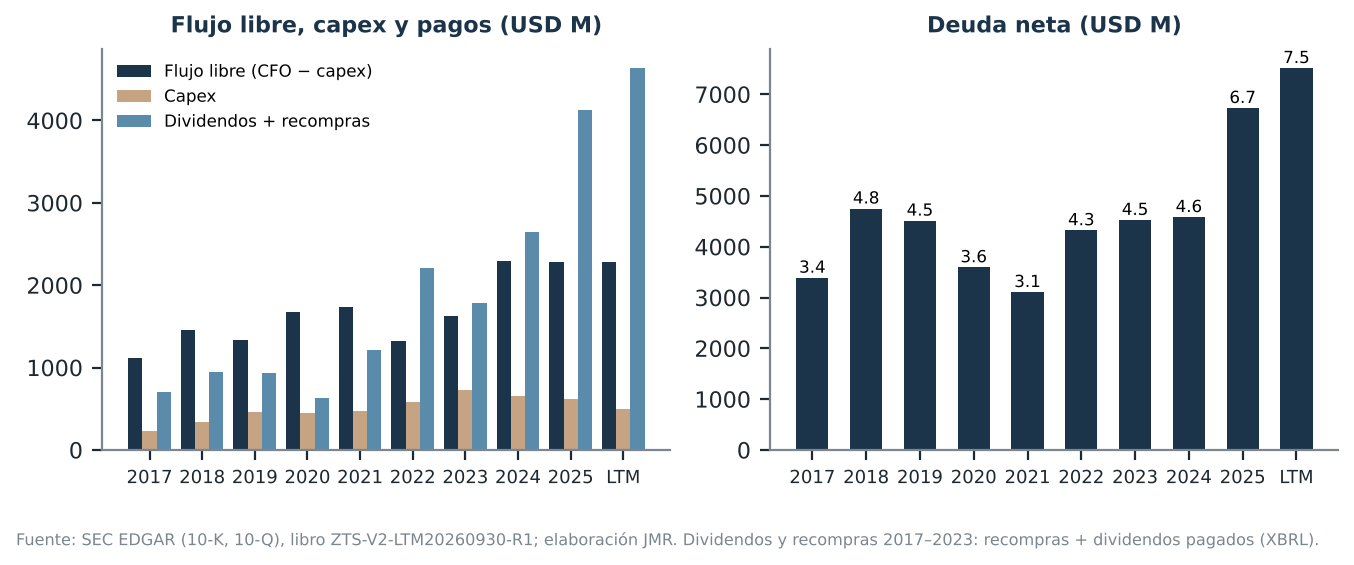 Flujo libre, capex y pagos (USD M)
Flujo libre (CFO − capex)
Capex
Dividendos + recompras
4000
3000
2000
1000
0
2017 2018 2019 2020 2021 2022 2023 2024 2025 LTM
Deuda neta (USD M)
7000
6000
5000
4000
3000
2000
1000
0
3.4 4.8 4.5 3.6 3.1 4.3 4.5 4.6 6.7 7.5
2017 2018 2019 2020 2021 2022 2023 2024 2025 LTM
Fuente: SEC EDGAR (10-K, 10-Q), libro ZTS-V2-LTM20260930-R1; elaboración JMR. Dividendos y recompras 2017–2023: recompras + dividendos pagados (XBRL).